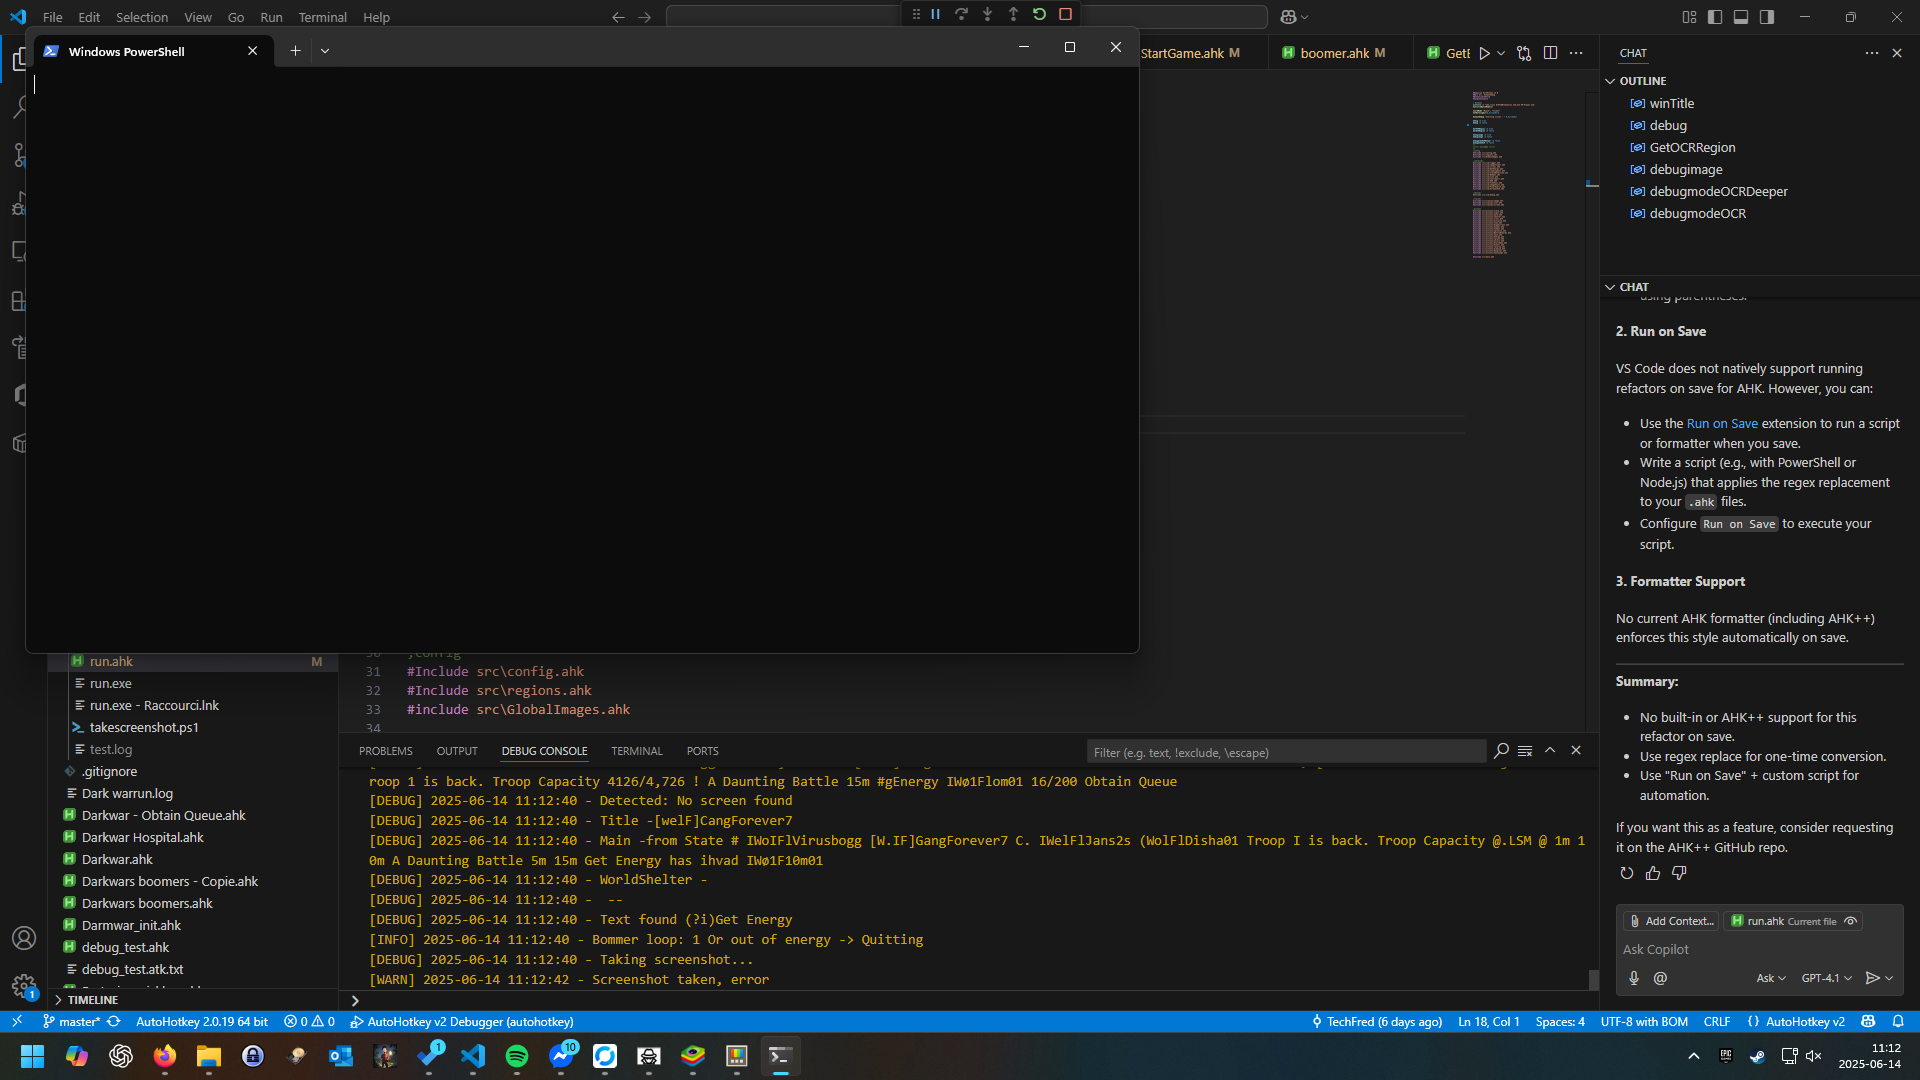 File Edit Selection View Go Run Terminal Help
Windows PowerShell
StartGame.ahk M
boomer.ahk M
CHAT
OUTLINE
winTitle
debug
GetOCRRegion
debugimage
debugmodeOCRDeeper
debugmodeOCR
CHAT
using parentheses.
2. Run on Save
VS Code does not natively support running
refactors on save for AHK. However, you can:
Use the Run on Save extension to run a script
or formatter when you save.
Write a script (e.g., with PowerShell or
Node.js) that applies the regex replacement
to your .ahk files.
Configure Run on Save to execute your
script.
3. Formatter Support
No current AHK formatter (including AHK++)
enforces this style automatically on save.
Summary:
No built-in or AHK++ support for this
refactor on save.
Use regex replace for one-time conversion.
Use "Run on Save" + custom script for
automation.
If you want this as a feature, consider requesting
it on the AHK++ GitHub repo.
Add Context...
run.ahk Current file
Ask Copilot
Ask GPT-4.1
run.ahk M
run.exe
run.exe - Raccourci.lnk
takescreenshot.ps1
test.log
.gitignore
Dark warrun.log
Darkwar - Obtain Queue.ahk
Darkwar Hospital.ahk
Darkwar.ahk
Darkwars boomers - Copie.ahk
Darkwars boomers.ahk
Darmwar_init.ahk
debug_test.ahk
debug_test.atk.txt
TIMELINE
30 ;config
31 #Include src\config.ahk
32 #Include src\regions.ahk
33 #include src\GlobalImages.ahk
34
PROBLEMS OUTPUT DEBUG CONSOLE TERMINAL PORTS
Filter (e.g. text, !exclude, \escape)
roop 1 is back. Troop Capacity 4126/4,726 ! A Daunting Battle 15m #gEnergy IWø1Flom01 16/200 Obtain Queue
[DEBUG] 2025-06-14 11:12:40 - Detected: No screen found
[DEBUG] 2025-06-14 11:12:40 - Title -[welF]CangForever7
[DEBUG] 2025-06-14 11:12:40 - Main -from State # IWoIFlVirusbogg [W.IF]GangForever7 C. IWelFlJans2s (WolFlDisha01 Troop I is back. Troop Capacity @.LSM @ 1m 1
0m A Daunting Battle 5m 15m Get Energy has ihvad IWø1F10m01
[DEBUG] 2025-06-14 11:12:40 - WorldShelter -
[DEBUG] 2025-06-14 11:12:40 -  --
[DEBUG] 2025-06-14 11:12:40 - Text found (?i)Get Energy
[INFO] 2025-06-14 11:12:40 - Bommer loop: 1 Or out of energy -> Quitting
[DEBUG] 2025-06-14 11:12:40 - Taking screenshot...
[WARN] 2025-06-14 11:12:42 - Screenshot taken, error
1
master* AutoHotkey 2.0.19 64 bit 0 0 AutoHotkey v2 Debugger (autohotkey)
TechFred (6 days ago) Ln 18, Col 1 Spaces: 4 UTF-8 with BOM CRLF AutoHotkey v2
1
10
EPIC
11:12
2025-06-14